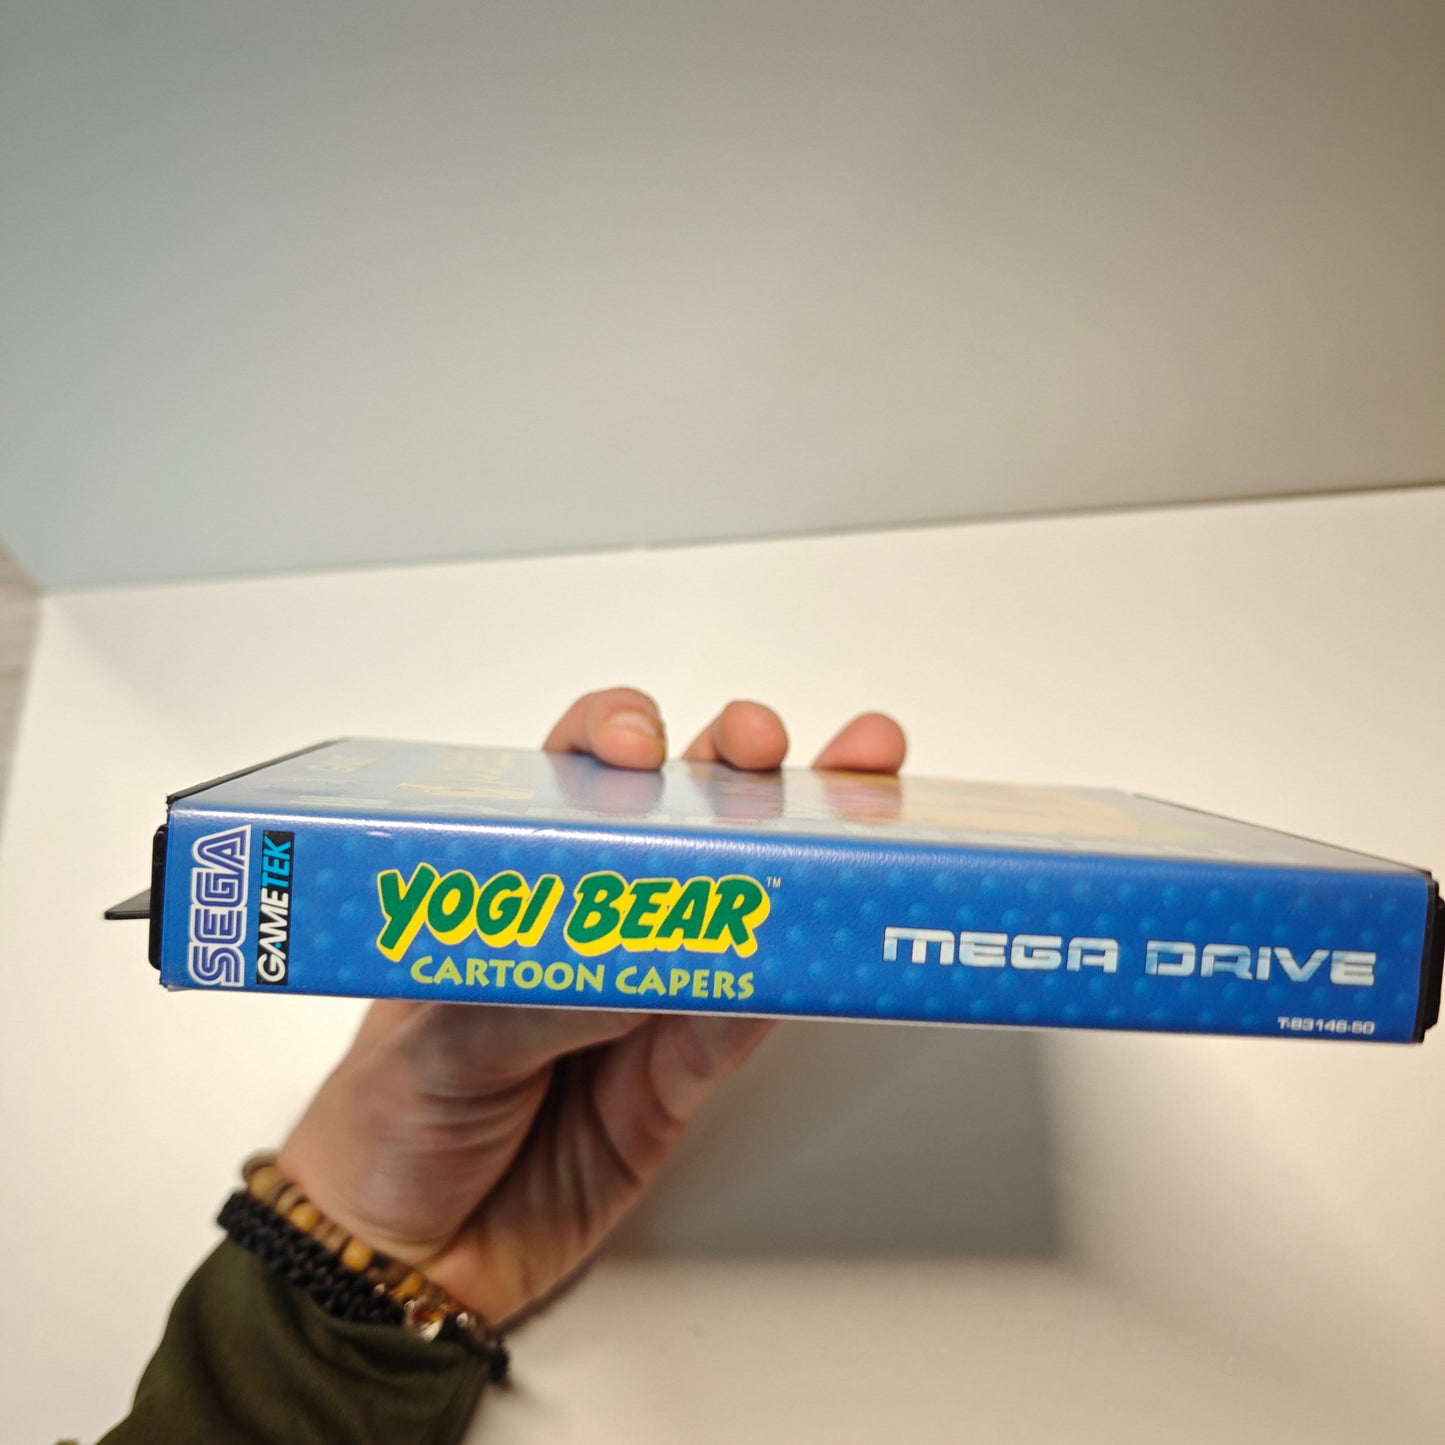 SEGA
GAMETEK
YOGI BEAR™
CARTOON CAPERS
MEGA DRIVE
T-83146-50